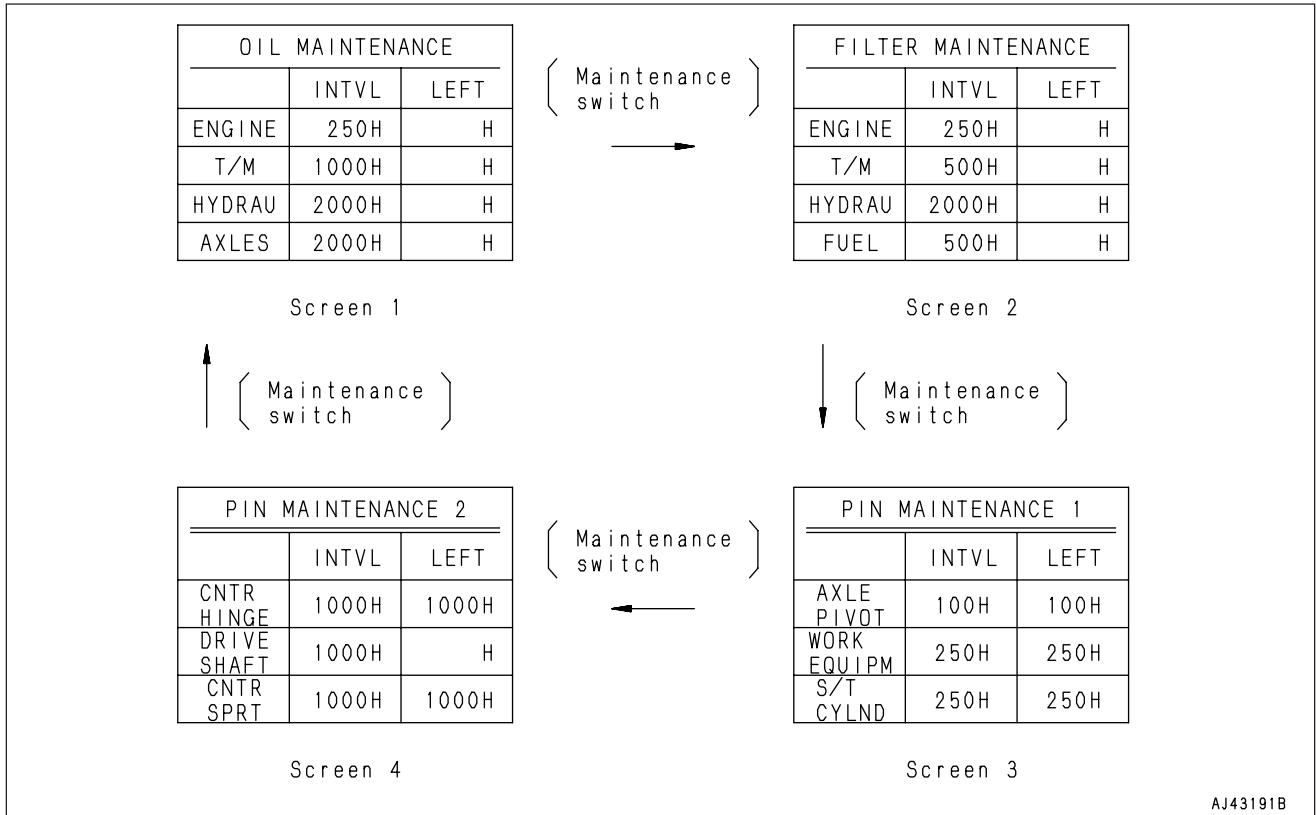 OIL MAINTENANCE
INTVL LEFT
ENGINE 250H H
T/M 1000H H
HYDRAU 2000H H
AXLES 2000H H
Screen 1
( Maintenance
switch )
FILTER MAINTENANCE
INTVL LEFT
ENGINE 250H H
T/M 500H H
HYDRAU 2000H H
FUEL 500H H
Screen 2
( Maintenance
switch )
( Maintenance
switch )
PIN MAINTENANCE 2
INTVL LEFT
CNTR
HINGE 1000H 1000H
DRIVE
SHAFT 1000H H
CNTR
SPRT 1000H 1000H
Screen 4
( Maintenance
switch )
PIN MAINTENANCE 1
INTVL LEFT
AXLE
PIVOT 100H 100H
WORK
EQUIPM 250H 250H
S/T
CYLND 250H 250H
Screen 3
AJ43191B